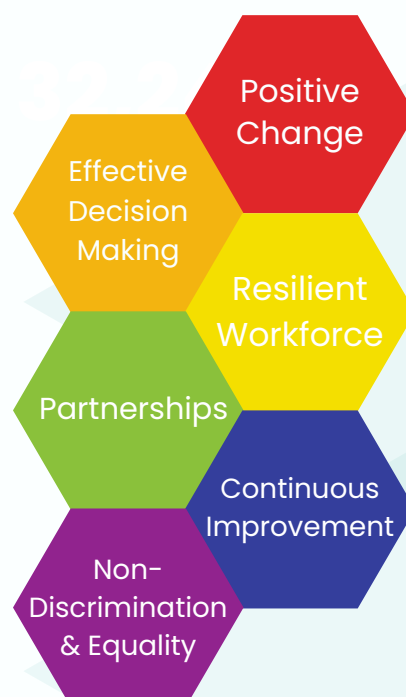 Positive
Change
Effective
Decision
Making
Resilient
Workforce
Partnerships
Continuous
Improvement
Non-
Discrimination
& Equality